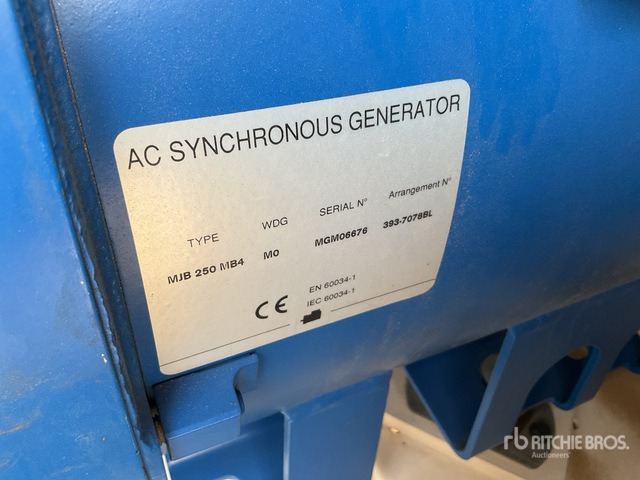 AC SYNCHRONOUS GENERATOR
TYPE WDG SERIAL N° Arrangement N°
MJB 250 MB4 M0 MGM06676 393-7078BL
CE EN 60034-1
IEC 60034-1
rb RITCHIE BROS.
Auctioneers